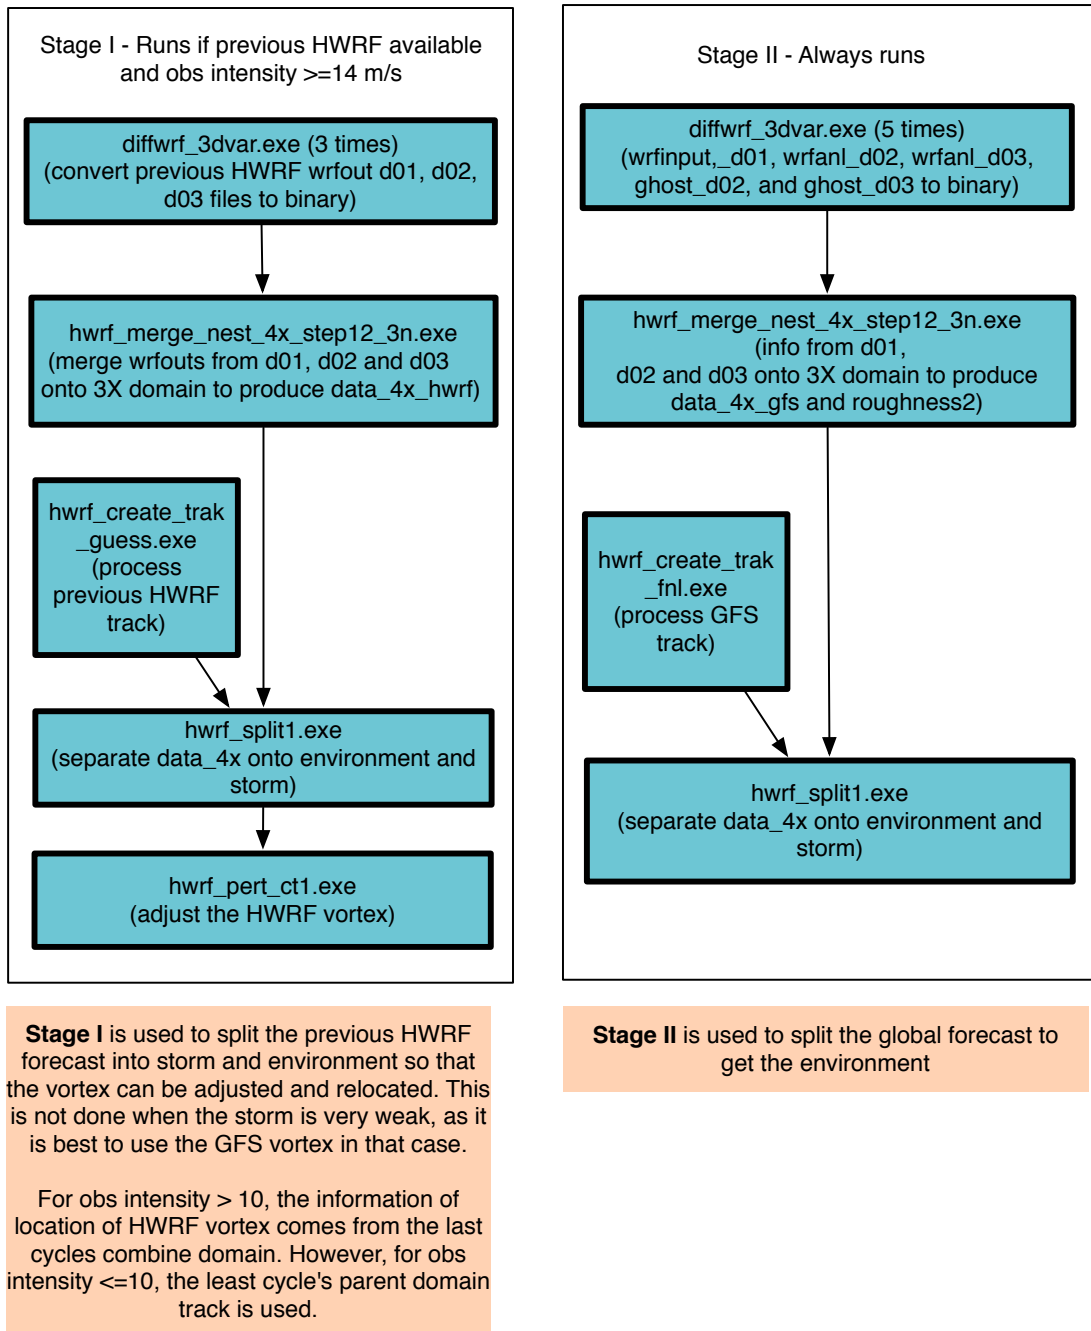 Stage I - Runs if previous HWRF available
and obs intensity >=14 m/s
diffwrf_3dvar.exe (3 times)
(convert previous HWRF wrfout d01, d02,
d03 files to binary)
hwrf_merge_nest_4x_step12_3n.exe
(merge wrfouts from d01, d02 and d03
onto 3X domain to produce data_4x_hwrf)
hwrf_create_trak
_guess.exe
(process
previous HWRF
track)
hwrf_split1.exe
(separate data_4x onto environment and
storm)
hwrf_pert_ct1.exe
(adjust the HWRF vortex)
Stage I is used to split the previous HWRF
forecast into storm and environment so that
the vortex can be adjusted and relocated. This
is not done when the storm is very weak, as it
is best to use the GFS vortex in that case.
For obs intensity > 10, the information of
location of HWRF vortex comes from the last
cycles combine domain. However, for obs
intensity <=10, the least cycle's parent domain
track is used.
Stage II - Always runs
diffwrf_3dvar.exe (5 times)
(wrfinput,_d01, wrfanl_d02, wrfanl_d03,
ghost_d02, and ghost_d03 to binary)
hwrf_merge_nest_4x_step12_3n.exe
(info from d01,
d02 and d03 onto 3X domain to produce
data_4x_gfs and roughness2)
hwrf_create_trak
_fnl.exe
(process GFS
track)
hwrf_split1.exe
(separate data_4x onto environment and
storm)
Stage II is used to split the global forecast to
get the environment